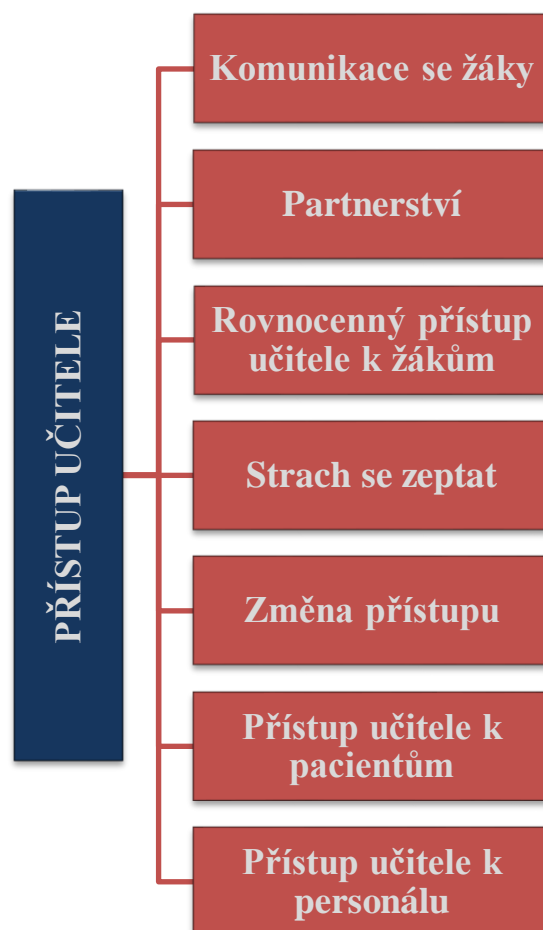 PŘÍSTUP UČITELE
Komunikace se žáky
Partnerství
Rovnocenný přístup
učitele k žákům
Strach se zeptat
Změna přístupu
Přístup učitele k
pacientům
Přístup učitele k
personálu